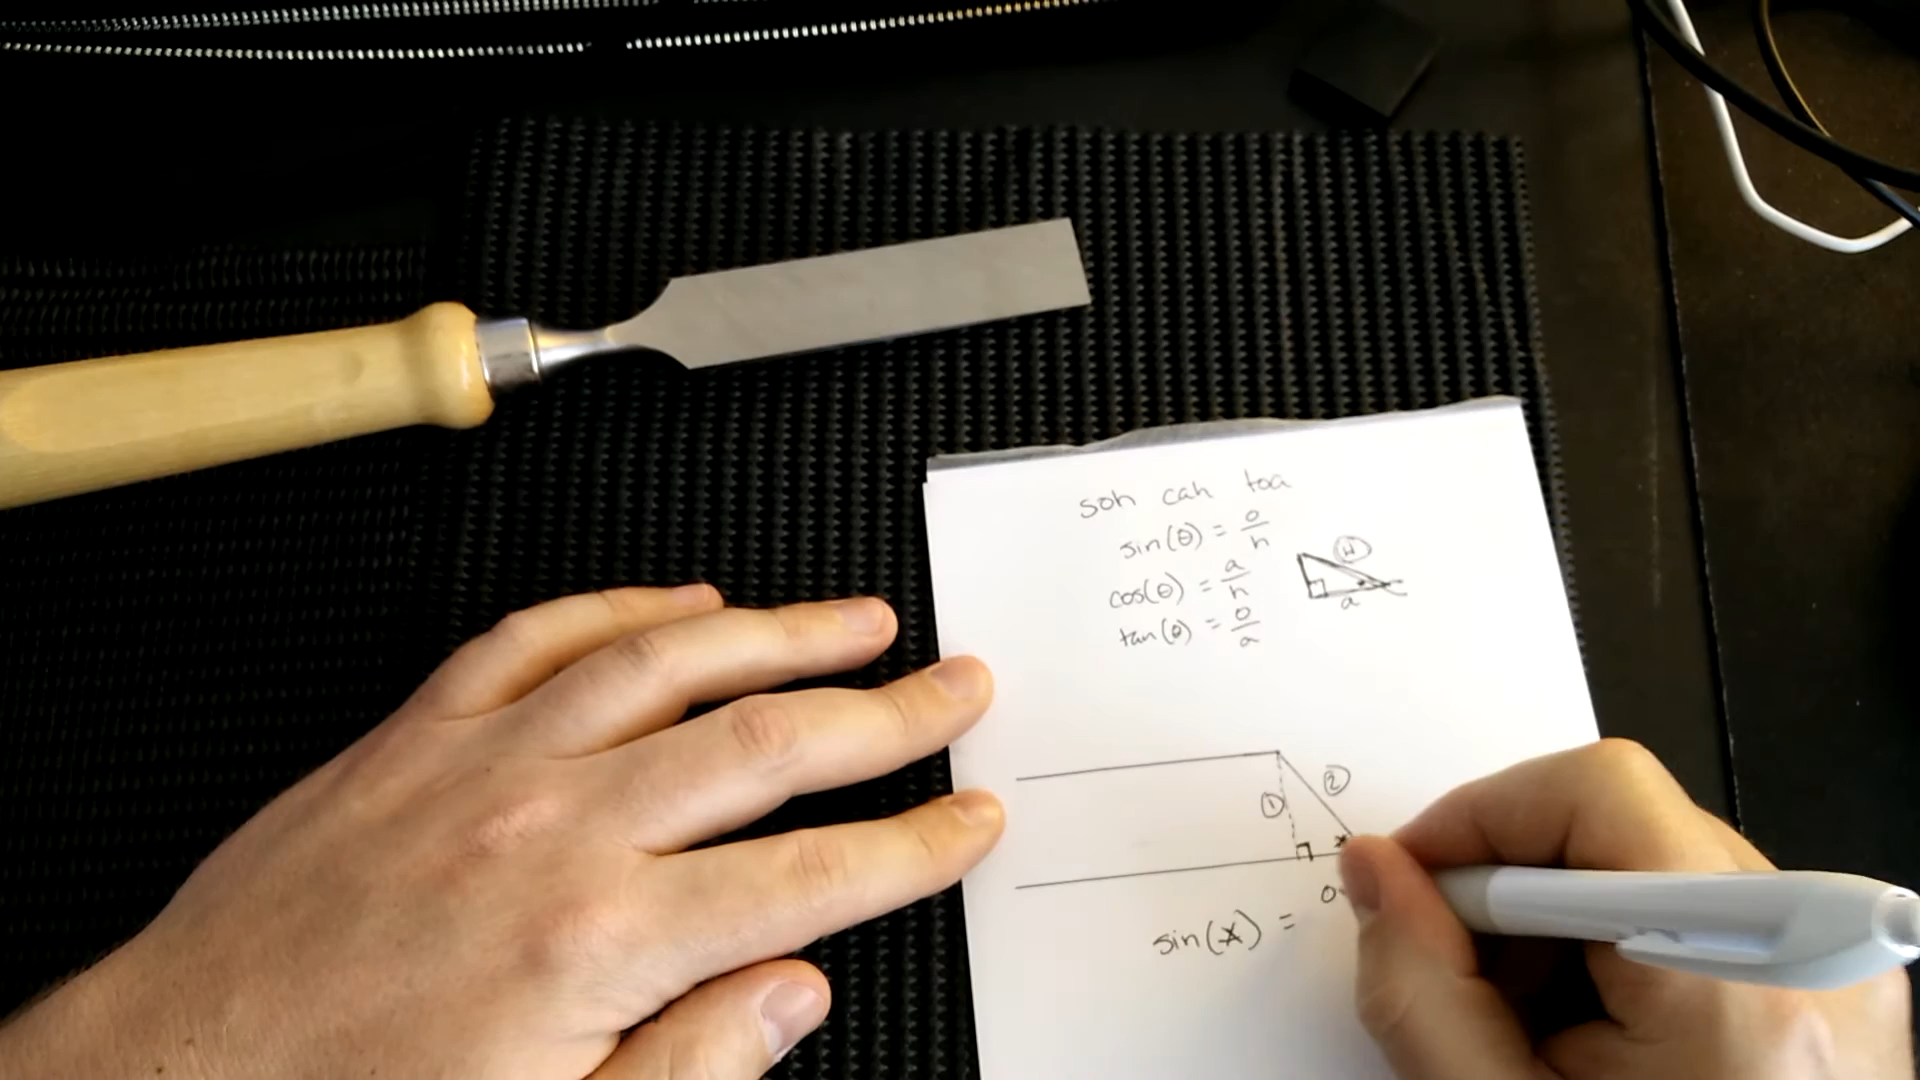 soh cah toa
sin(θ) = o/h
cos(θ) = a/h
tan(θ) = o/a
H
a
2
1
x
sin(x) =